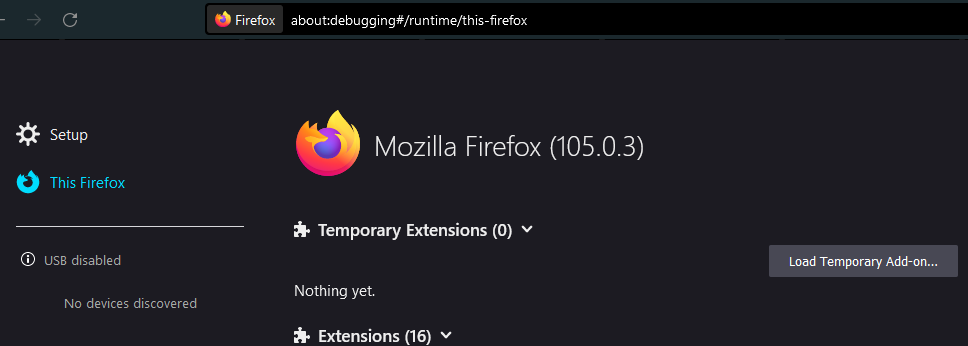 Firefox about:debugging#/runtime/this-firefox
Setup
This Firefox
USB disabled
No devices discovered
Mozilla Firefox (105.0.3)
Temporary Extensions (0)
Load Temporary Add-on...
Nothing yet.
Extensions (16)